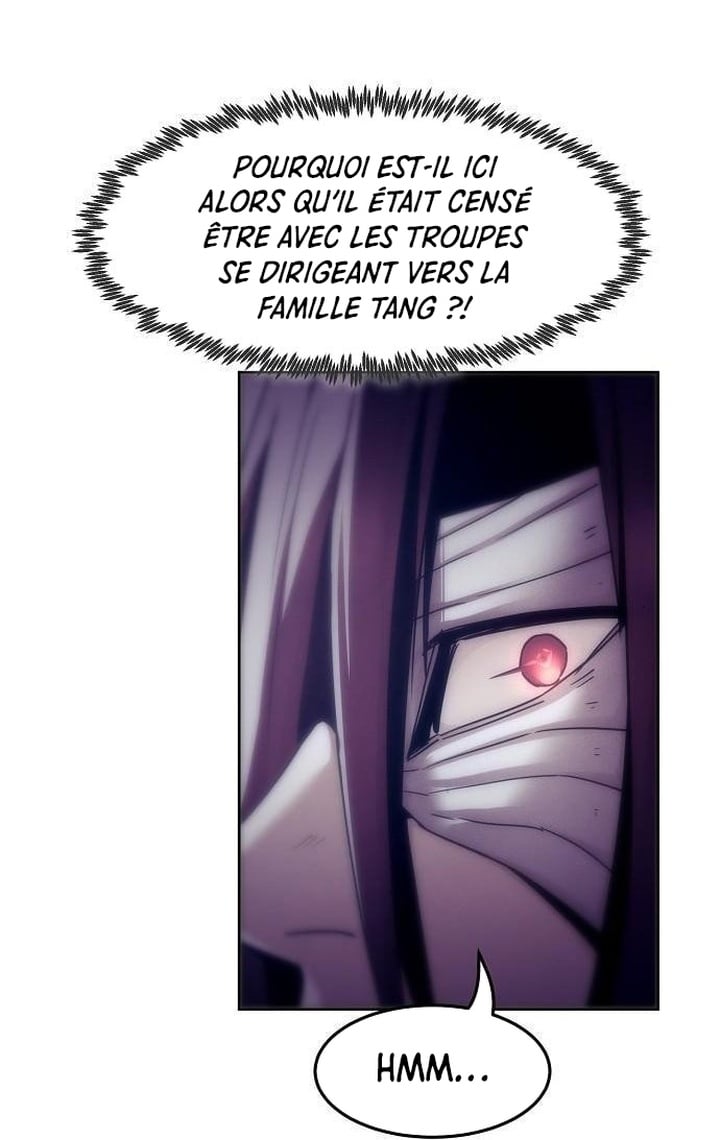 POURQUOI EST-IL ICI
ALORS QU'IL ÉTAIT CENSÉ
ÊTRE AVEC LES TROUPES
SE DIRIGEANT VERS LA
FAMILLE TANG ?!
HMM...